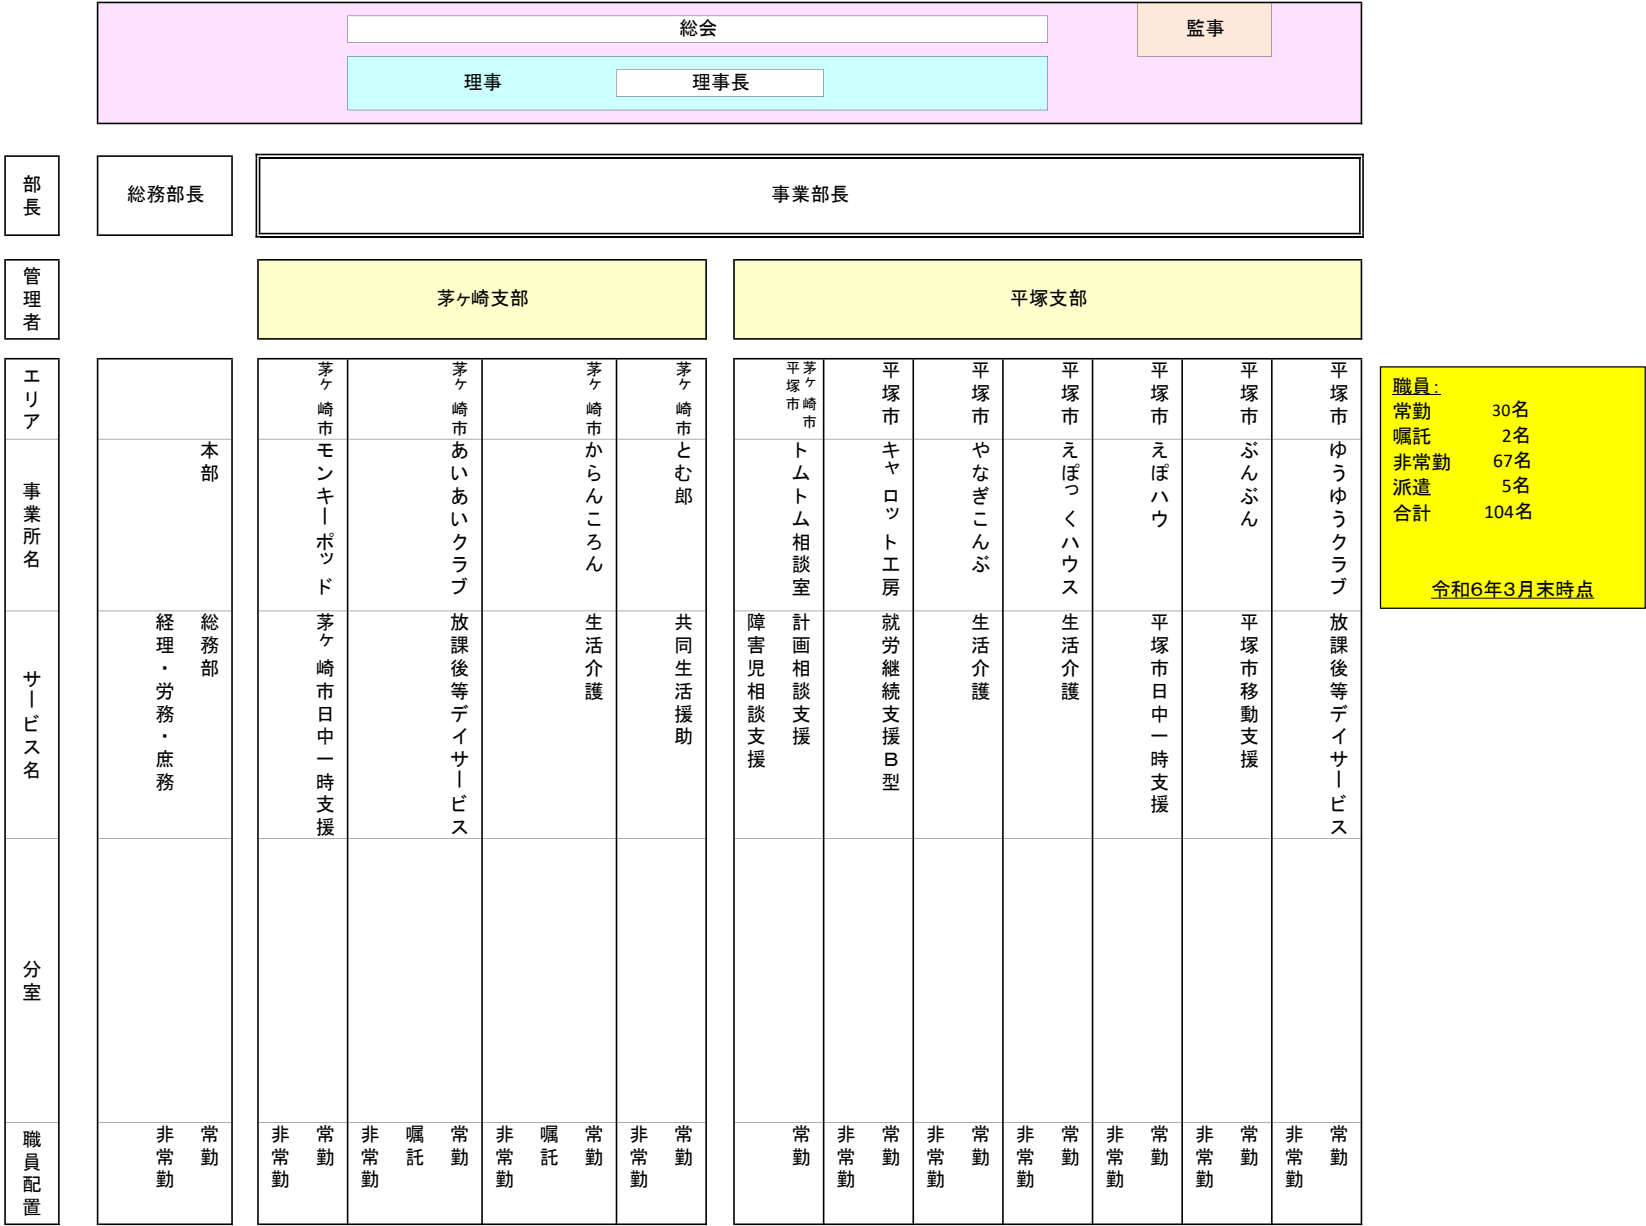 総会
監事
理事
理事長
部長
総務部長
事業部長
管理者
茅ヶ崎支部
平塚支部
エリア
茅ヶ崎市
茅ヶ崎市
茅ヶ崎市
茅ヶ崎市
茅ヶ崎市
平塚市
平塚市
平塚市
平塚市
平塚市
平塚市
平塚市
事業所名
本部
モンキーポッド
あいあいクラブ
からんころん
とむ郎
トムトム相談室
キャロット工房
やなぎこんぶ
えぽっくハウス
えぽハウ
ぶんぶん
ゆうゆうクラブ
サービス名
総務部
経理・労務・庶務
茅ヶ崎市日中一時支援
放課後等デイサービス
生活介護
共同生活援助
計画相談支援
障害児相談支援
就労継続支援Ｂ型
生活介護
生活介護
平塚市日中一時支援
平塚市移動支援
放課後等デイサービス
分室
職員配置
常勤
非常勤
常勤
非常勤
常勤
嘱託
非常勤
常勤
嘱託
非常勤
常勤
非常勤
常勤
常勤
非常勤
常勤
非常勤
常勤
非常勤
常勤
非常勤
常勤
非常勤
常勤
非常勤
職員：
常勤 30名
嘱託 2名
非常勤 67名
派遣 5名
合計 104名
令和６年３月末時点